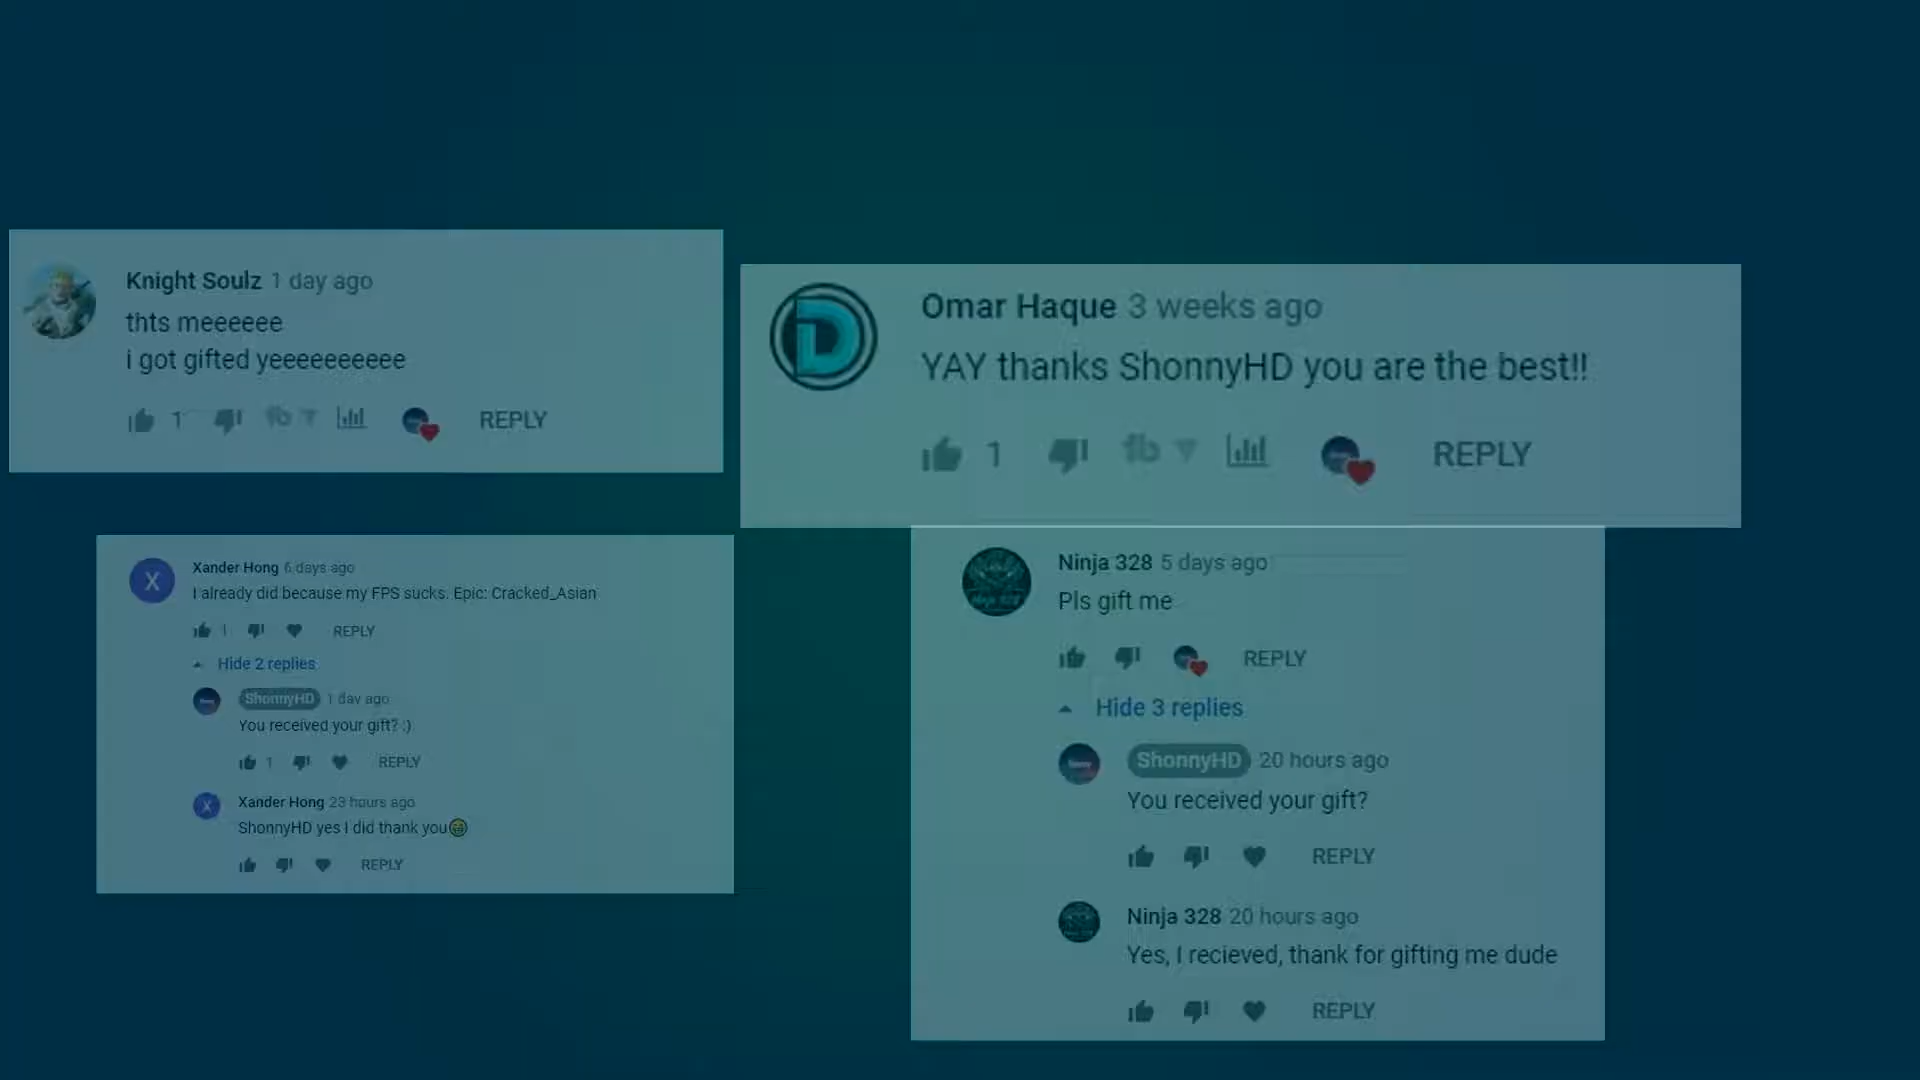 Knight Soulz 1 day ago
thts meeeeee
i got gifted yeeeeeeeeee
1 REPLY
Omar Haque 3 weeks ago
YAY thanks ShonnyHD you are the best!!
1 REPLY
Xander Hong 6 days ago
I already did because my FPS sucks. Epic: Cracked_Asian
1 REPLY
Hide 2 replies
ShonnyHD 1 day ago
You received your gift? :)
1 REPLY
Xander Hong 23 hours ago
ShonnyHD yes I did thank you😁
REPLY
Ninja 328 5 days ago
Pls gift me
REPLY
Hide 3 replies
ShonnyHD 20 hours ago
You received your gift?
REPLY
Ninja 328 20 hours ago
Yes, I recieved, thank for gifting me dude
REPLY